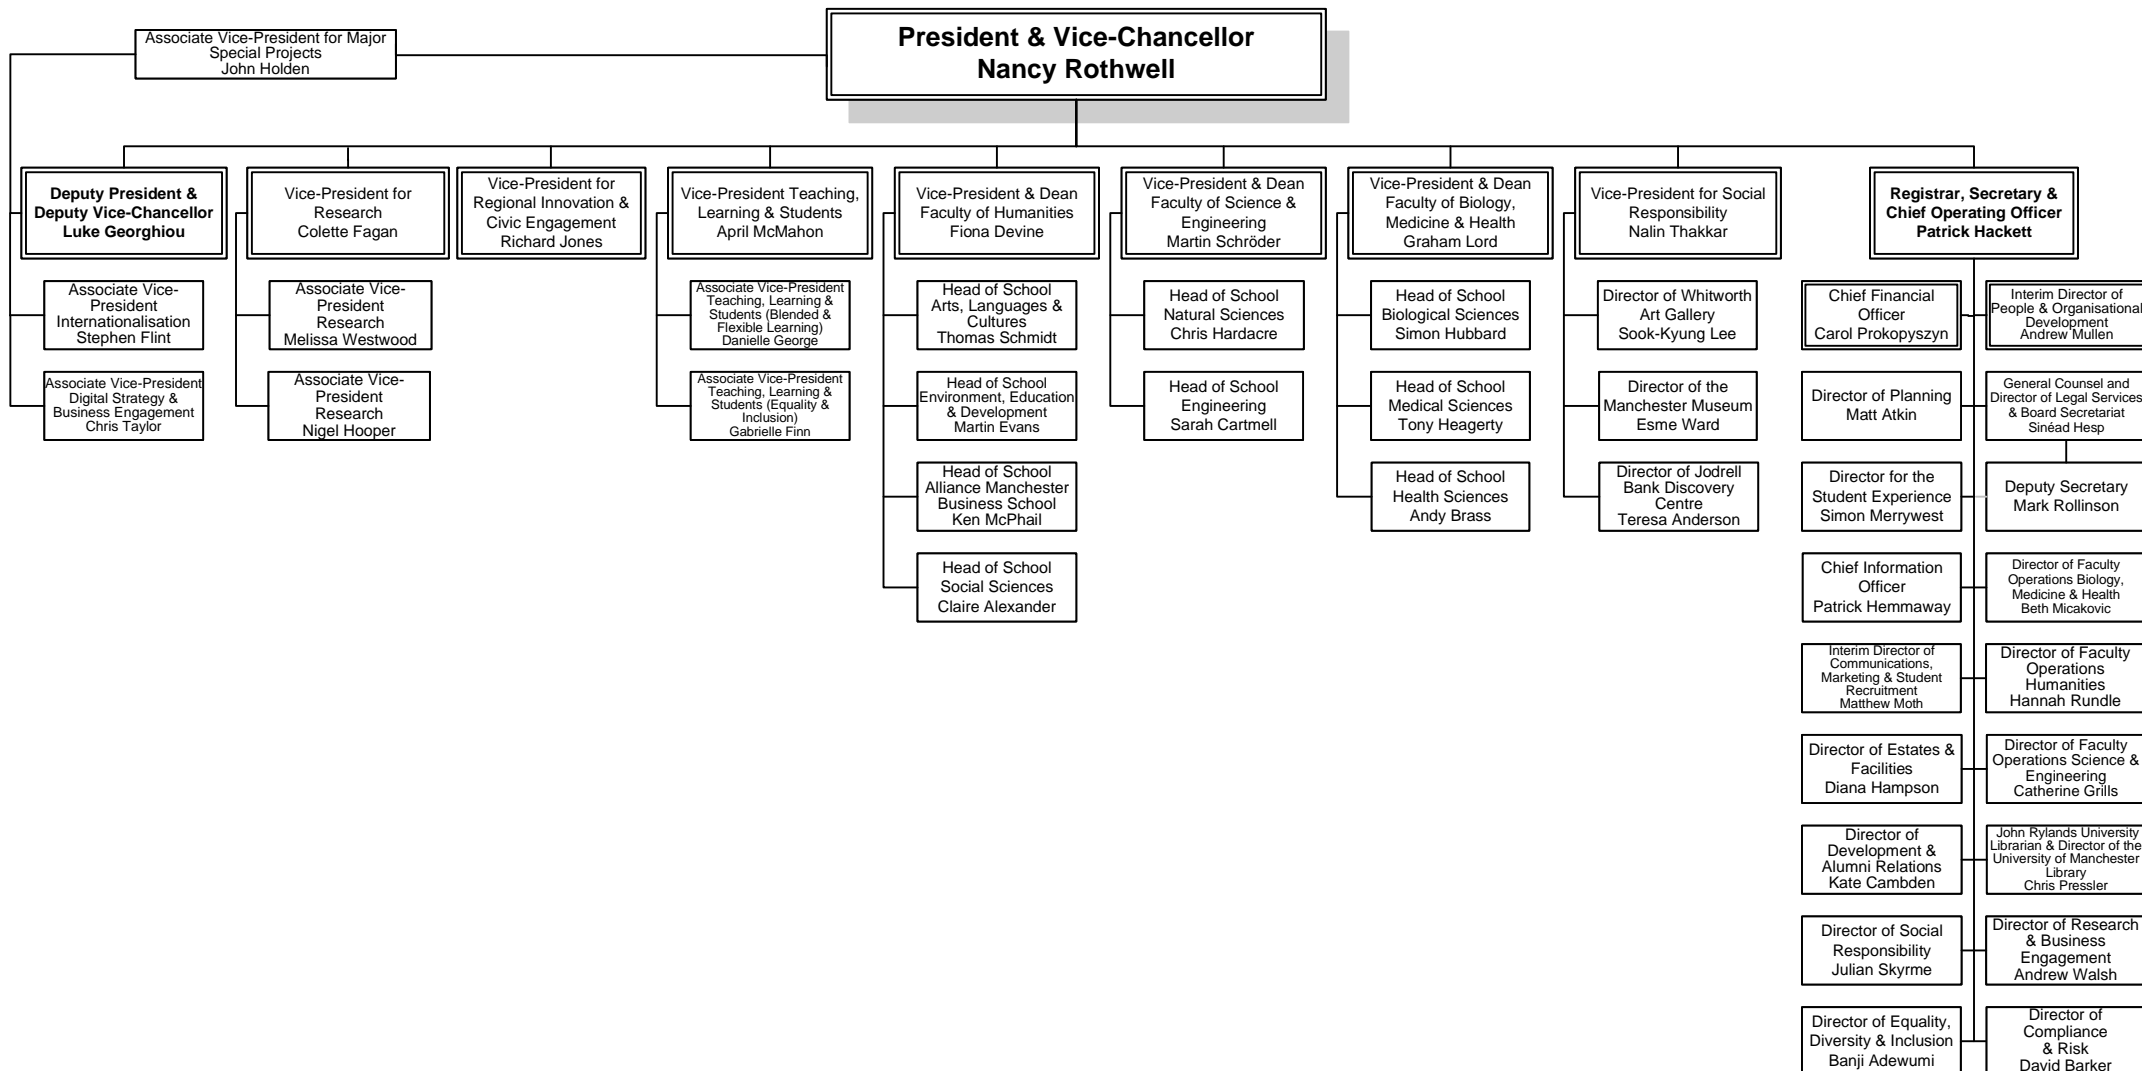 Associate Vice-President for Major
Special Projects
John Holden
President & Vice-Chancellor
Nancy Rothwell
Deputy President &
Deputy Vice-Chancellor
Luke Georghiou
Vice-President for
Research
Colette Fagan
Vice-President for
Regional Innovation &
Civic Engagement
Richard Jones
Vice-President Teaching,
Learning & Students
April McMahon
Vice-President & Dean
Faculty of Humanities
Fiona Devine
Vice-President & Dean
Faculty of Science &
Engineering
Martin Schröder
Vice-President & Dean
Faculty of Biology,
Medicine & Health
Graham Lord
Vice-President for Social
Responsibility
Nalin Thakkar
Registrar, Secretary &
Chief Operating Officer
Patrick Hackett
Associate Vice-
President
Internationalisation
Stephen Flint
Associate Vice-
President
Research
Melissa Westwood
Associate Vice-President
Teaching, Learning &
Students (Blended &
Flexible Learning)
Danielle George
Head of School
Arts, Languages &
Cultures
Thomas Schmidt
Head of School
Natural Sciences
Chris Hardacre
Head of School
Biological Sciences
Simon Hubbard
Director of Whitworth
Art Gallery
Sook-Kyung Lee
Chief Financial
Officer
Carol Prokopyszyn
Interim Director of
People & Organisational
Development
Andrew Mullen
Associate Vice-President
Digital Strategy &
Business Engagement
Chris Taylor
Associate Vice-
President
Research
Nigel Hooper
Associate Vice-President
Teaching, Learning &
Students (Equality &
Inclusion)
Gabrielle Finn
Head of School
Environment, Education
& Development
Martin Evans
Head of School
Engineering
Sarah Cartmell
Head of School
Medical Sciences
Tony Heagerty
Director of the
Manchester Museum
Esme Ward
Director of Planning
Matt Atkin
General Counsel and
Director of Legal Services
& Board Secretariat
Sinéad Hesp
Head of School
Alliance Manchester
Business School
Ken McPhail
Head of School
Health Sciences
Andy Brass
Director of Jodrell
Bank Discovery
Centre
Teresa Anderson
Director for the
Student Experience
Simon Merrywest
Deputy Secretary
Mark Rollinson
Head of School
Social Sciences
Claire Alexander
Chief Information
Officer
Patrick Hemmaway
Director of Faculty
Operations Biology,
Medicine & Health
Beth Micakovic
Interim Director of
Communications,
Marketing & Student
Recruitment
Matthew Moth
Director of Faculty
Operations
Humanities
Hannah Rundle
Director of Estates &
Facilities
Diana Hampson
Director of Faculty
Operations Science &
Engineering
Catherine Grills
Director of
Development &
Alumni Relations
Kate Cambden
John Rylands University
Librarian & Director of the
University of Manchester
Library
Chris Pressler
Director of Social
Responsibility
Julian Skyrme
Director of Research
& Business
Engagement
Andrew Walsh
Director of Equality,
Diversity & Inclusion
Banji Adewumi
Director of
Compliance
& Risk
David Barker